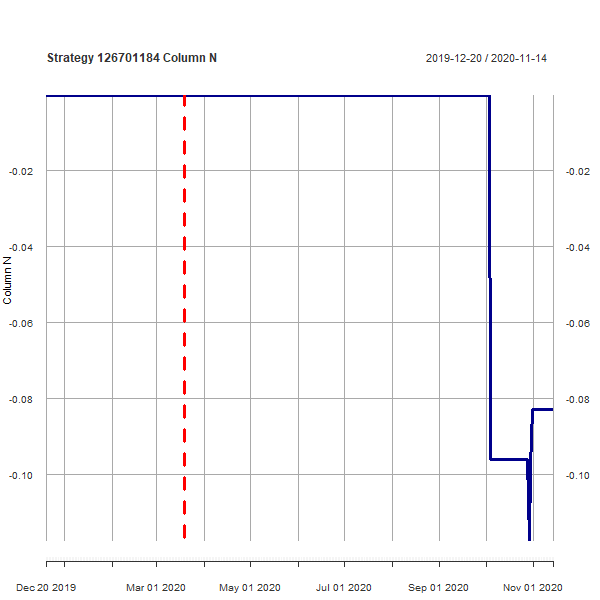 Strategy 126701184 Column N
2019-12-20 / 2020-11-14
-0.02
-0.02
-0.04
-0.04
Column N
-0.06
-0.06
-0.08
-0.08
-0.10
-0.10
Dec 20 2019
Mar 01 2020
May 01 2020
Jul 01 2020
Sep 01 2020
Nov 01 2020